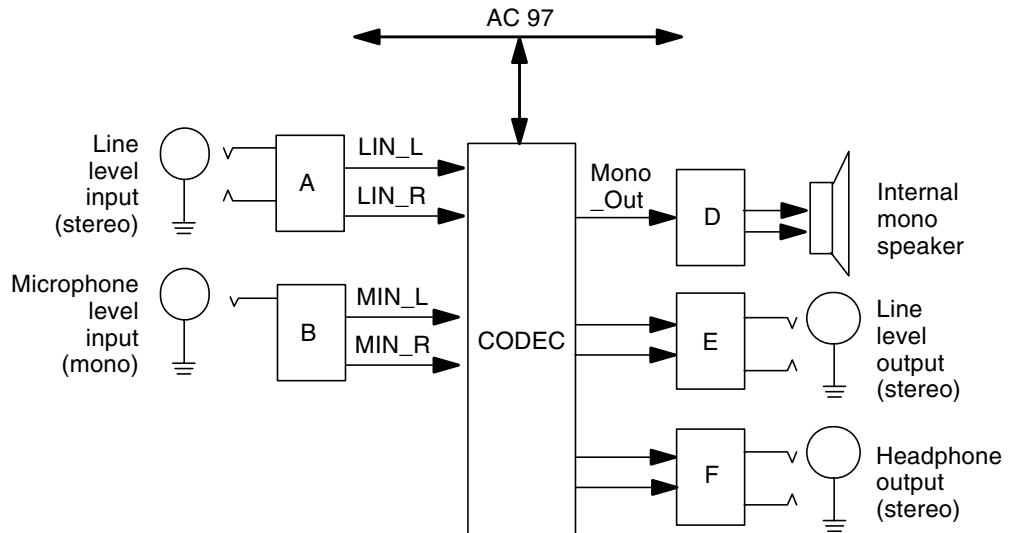 AC 97
Line
level
input
(stereo)
A
LIN_L
LIN_R
Microphone
level
input
(mono)
B
MIN_L
MIN_R
CODEC
Mono
_Out
D
Internal
mono
speaker
E
Line
level
output
(stereo)
F
Headphone
output
(stereo)